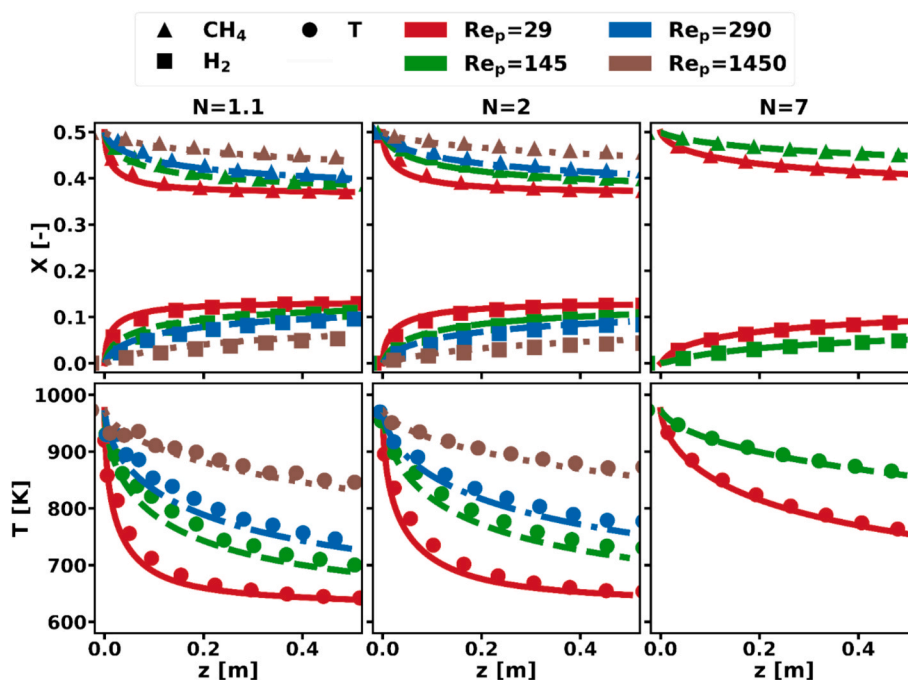 CH4 T Rep=29 Rep=290
H2 Rep=145 Rep=1450
N=1.1 N=2 N=7
0.5
0.4
0.3
0.2
0.1
0.0
X [-]
1000
900
800
700
600
T [K]
0.0 0.2 0.4 0.0 0.2 0.4 0.0 0.2 0.4
z [m] z [m] z [m]